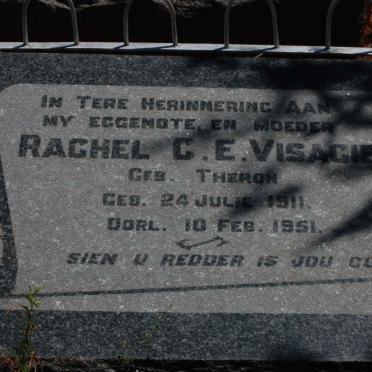 IN TERE HERINNERING AAN
MY EGGENOTE, EN MOEDER
RACHEL C.E. VISAGIE
GEB. THERON
GEB. 24 JULIE 1911.
OORL. 10 FEB. 1951.
SIEN U REDDER IS JOU GO